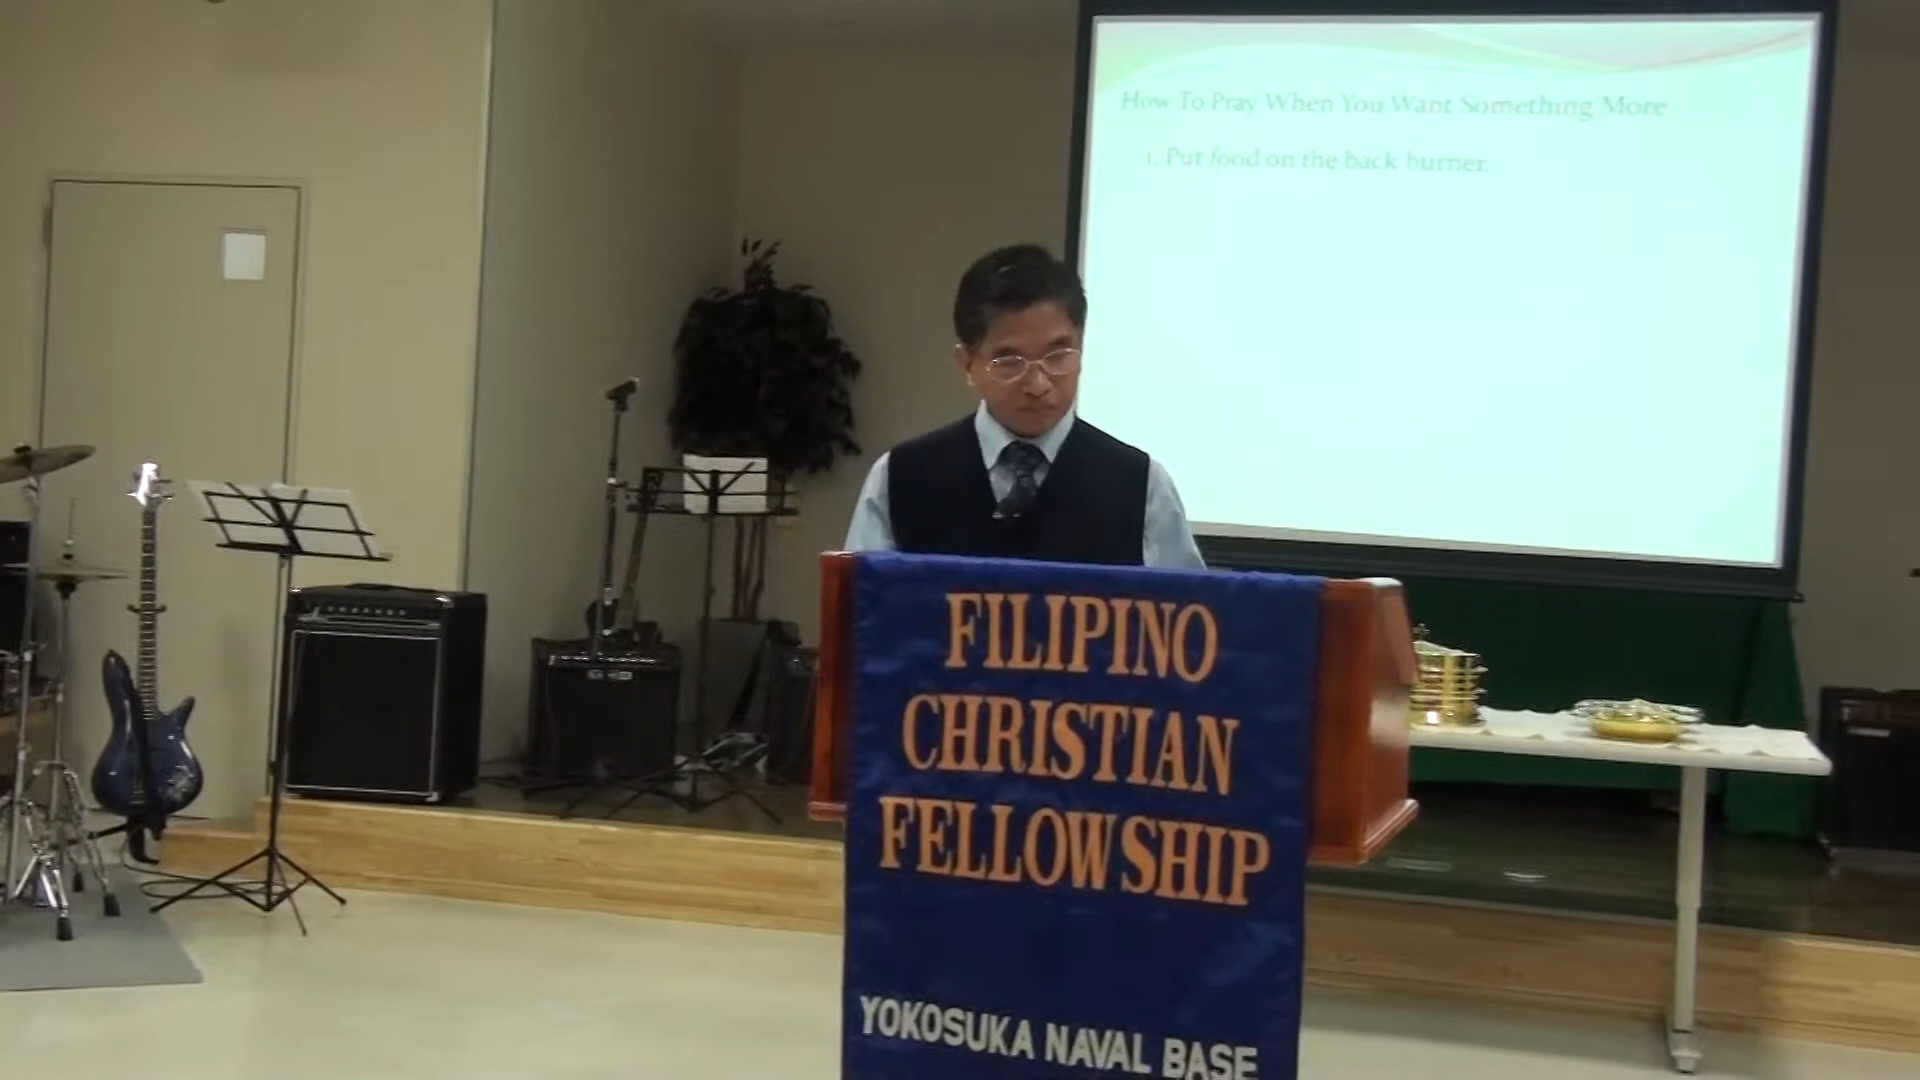 How To Pray When You Want Something More
1. Put food on the back burner.
FILIPINO
CHRISTIAN
FELLOWSHIP
YOKOSUKA NAVAL BASE